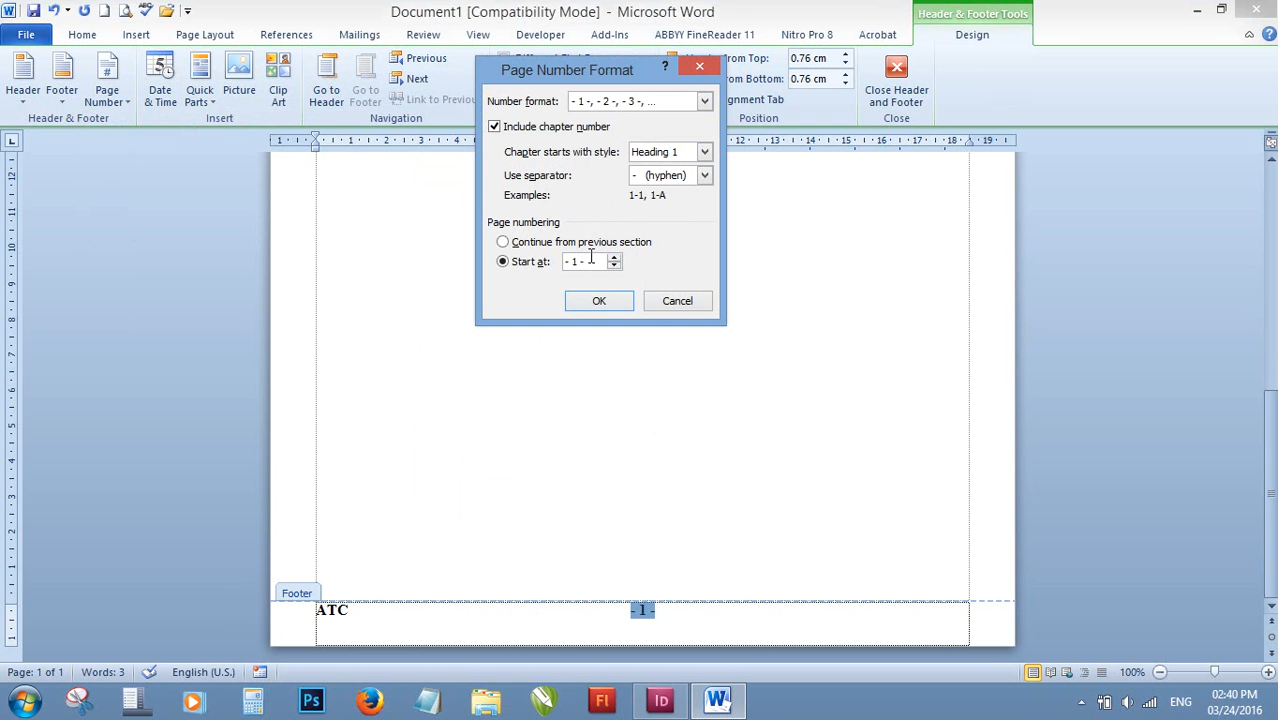 Document1 [Compatibility Mode] - Microsoft Word
Header & Footer Tools
File Home Insert Page Layout References Mailings Review View Developer Add-Ins ABBYY FineReader 11 Nitro Pro 8 Acrobat Design
Header
Footer
Page Number
Date & Time
Quick Parts
Picture
Clip Art
Go to Header
Go to Footer
Previous
Next
Link to Previous
0.76 cm
from Bottom: 0.76 cm
Close Header and Footer
Header & Footer Insert Navigation Position Close
Page Number Format
?
Number format: - 1 -, - 2 -, - 3 -, ...
Include chapter number
Chapter starts with style: Heading 1
Use separator: - (hyphen)
Examples: 1-1, 1-A
Page numbering
Continue from previous section
Start at: - 1 -
OK Cancel
Footer
ATC - 1 -
Page: 1 of 1 Words: 3 English (U.S.) 100%
Ps Fl Id W ENG 02:40 PM
03/24/2016